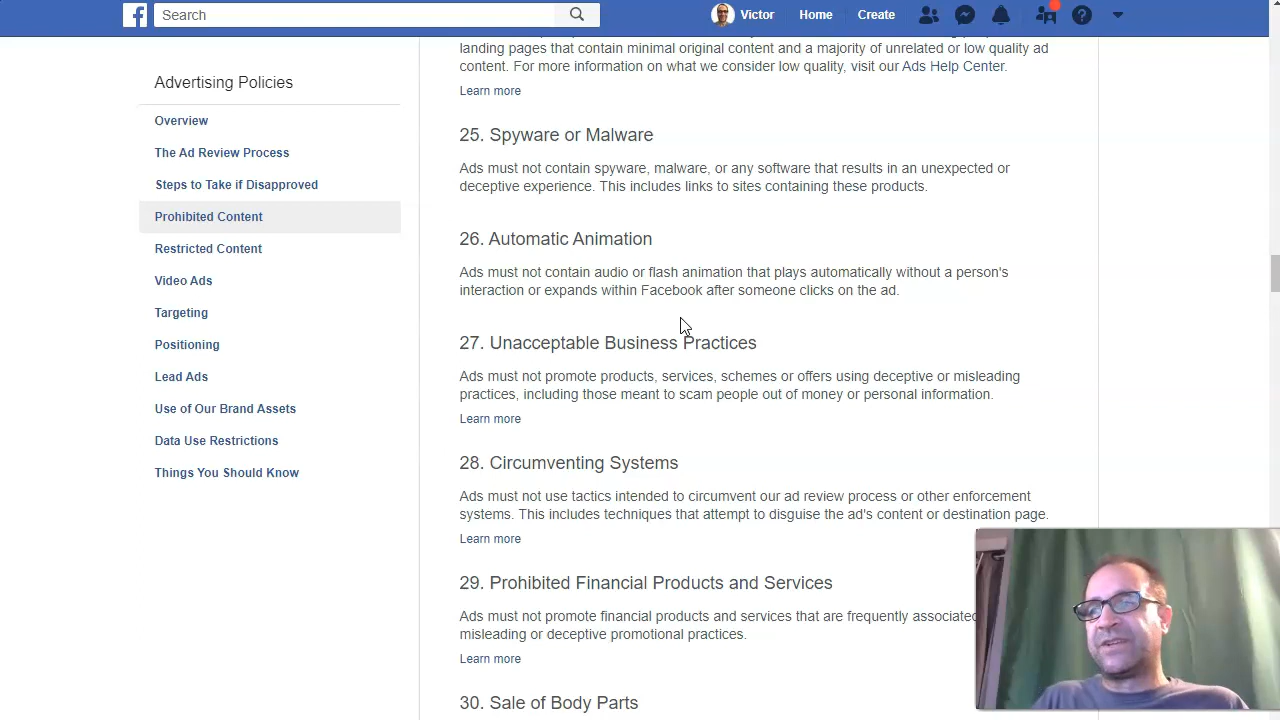 Search
Victor
Home
Create
Advertising Policies
Overview
The Ad Review Process
Steps to Take if Disapproved
Prohibited Content
Restricted Content
Video Ads
Targeting
Positioning
Lead Ads
Use of Our Brand Assets
Data Use Restrictions
Things You Should Know
landing pages that contain minimal original content and a majority of unrelated or low quality ad
content. For more information on what we consider low quality, visit our Ads Help Center.
Learn more
25. Spyware or Malware
Ads must not contain spyware, malware, or any software that results in an unexpected or
deceptive experience. This includes links to sites containing these products.
26. Automatic Animation
Ads must not contain audio or flash animation that plays automatically without a person's
interaction or expands within Facebook after someone clicks on the ad.
27. Unacceptable Business Practices
Ads must not promote products, services, schemes or offers using deceptive or misleading
practices, including those meant to scam people out of money or personal information.
Learn more
28. Circumventing Systems
Ads must not use tactics intended to circumvent our ad review process or other enforcement
systems. This includes techniques that attempt to disguise the ad's content or destination page.
Learn more
29. Prohibited Financial Products and Services
Ads must not promote financial products and services that are frequently associated
misleading or deceptive promotional practices.
Learn more
30. Sale of Body Parts